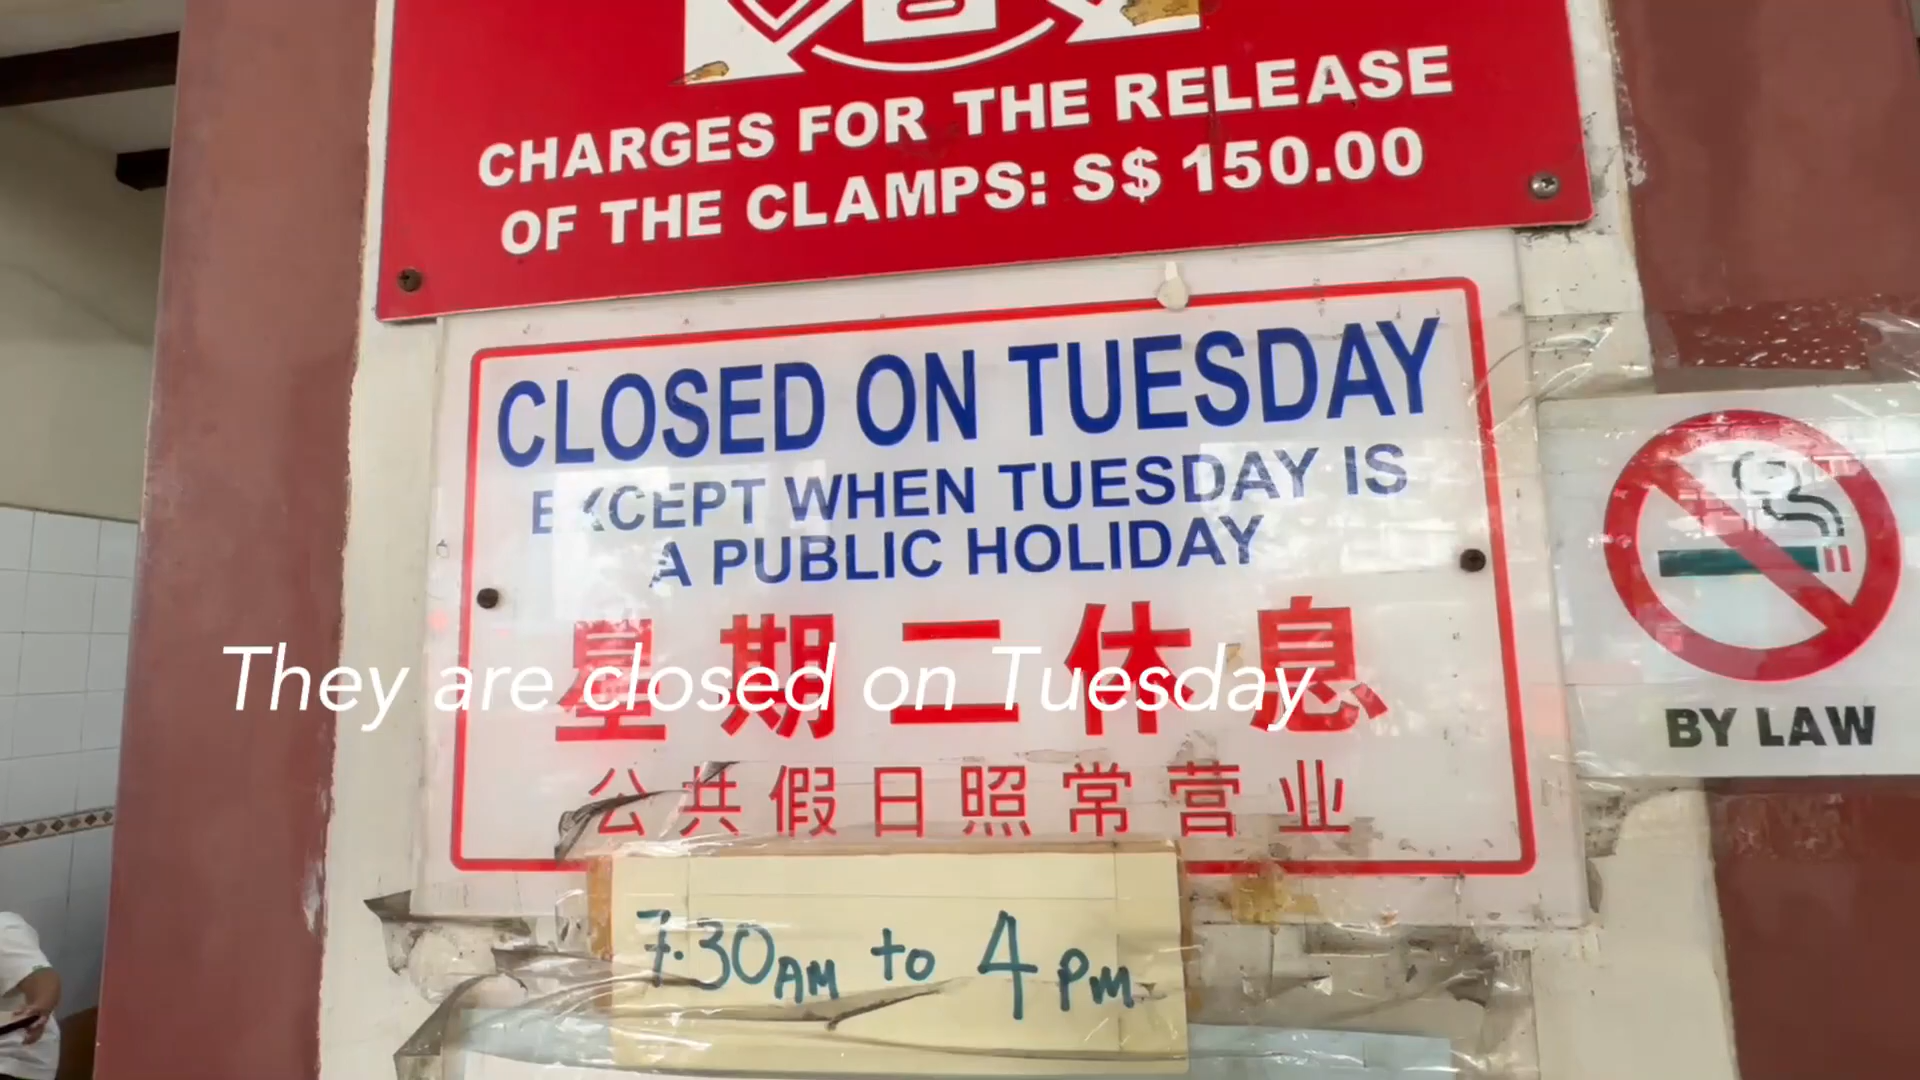 CHARGES FOR THE RELEASE
OF THE CLAMPS: S$ 150.00
CLOSED ON TUESDAY
EXCEPT WHEN TUESDAY IS
A PUBLIC HOLIDAY
星期二休息
They are closed on Tuesday
公共假日照常营业
BY LAW
7.30AM to 4PM